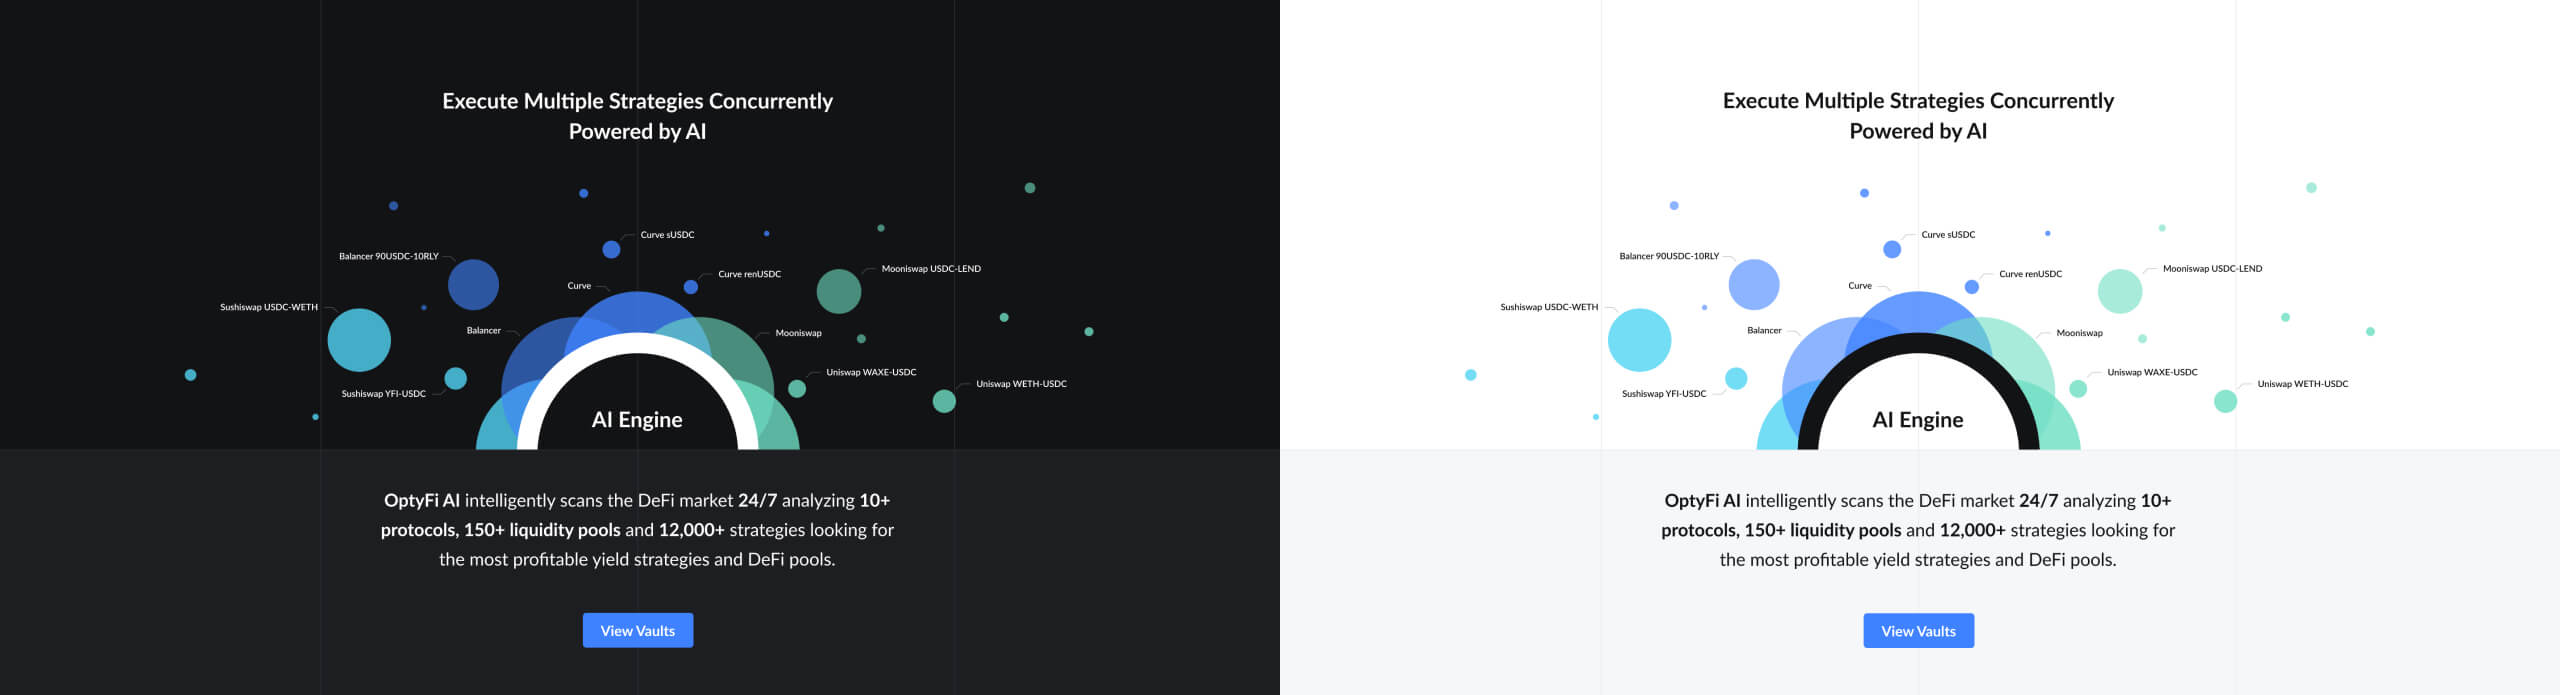 Execute Multiple Strategies Concurrently
Powered by AI
Curve sUSDC
Balancer 90USDC-10RLY
Mooniswap USDC-LEND
Curve renUSDC
Curve
Sushiswap USDC-WETH
Balancer
Mooniswap
Uniswap WAXE-USDC
Uniswap WETH-USDC
Sushiswap YFI-USDC
AI Engine
OptyFi AI intelligently scans the DeFi market 24/7 analyzing 10+
protocols, 150+ liquidity pools and 12,000+ strategies looking for
the most profitable yield strategies and DeFi pools.
View Vaults
Execute Multiple Strategies Concurrently
Powered by AI
Curve sUSDC
Balancer 90USDC-10RLY
Mooniswap USDC-LEND
Curve renUSDC
Curve
Sushiswap USDC-WETH
Balancer
Mooniswap
Uniswap WAXE-USDC
Uniswap WETH-USDC
Sushiswap YFI-USDC
AI Engine
OptyFi AI intelligently scans the DeFi market 24/7 analyzing 10+
protocols, 150+ liquidity pools and 12,000+ strategies looking for
the most profitable yield strategies and DeFi pools.
View Vaults